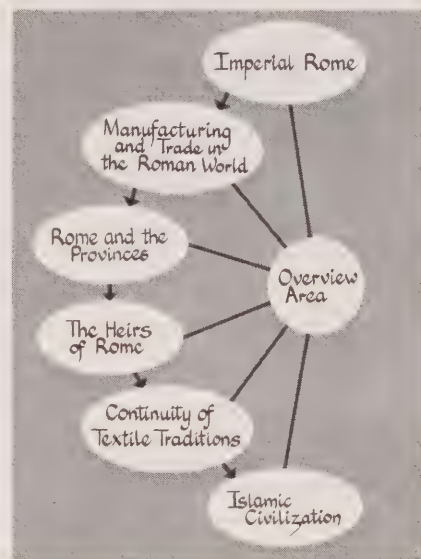 Imperial Rome
Manufacturing
and Trade in
the Roman World
Rome and the
Provinces
Overview
Area
The Heirs
of Rome
Continuity of
Textile Traditions
Islamic
Civilization